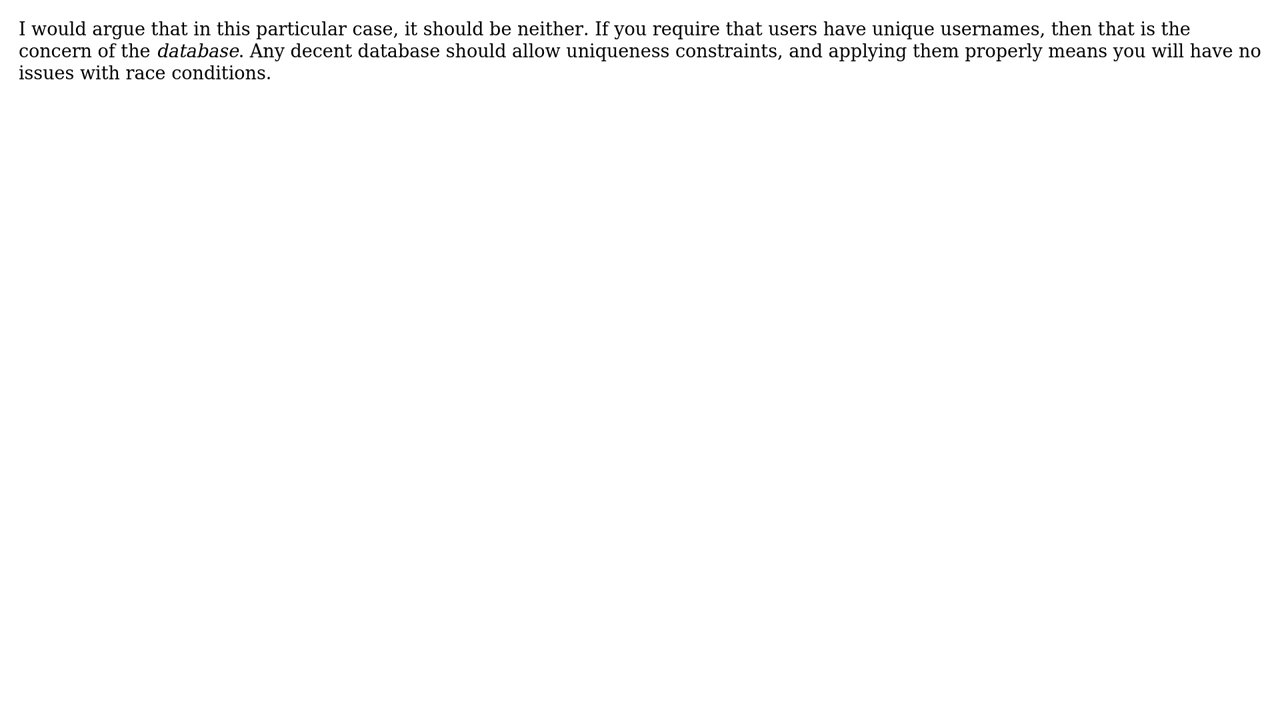 I would argue that in this particular case, it should be neither. If you require that users have unique usernames, then that is the
concern of the database. Any decent database should allow uniqueness constraints, and applying them properly means you will have no
issues with race conditions.